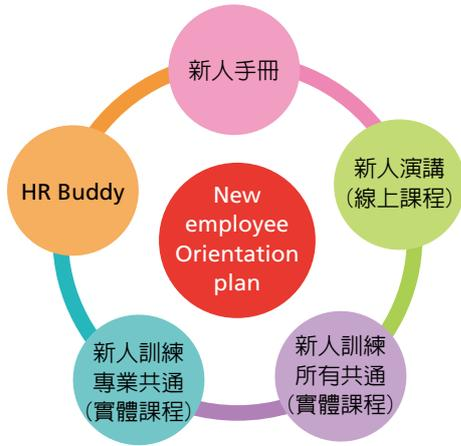 新人手冊
新人演講
(線上課程)
新人訓練
所有共通
(實體課程)
新人訓練
專業共通
(實體課程)
HR Buddy
New
employee
Orientation
plan